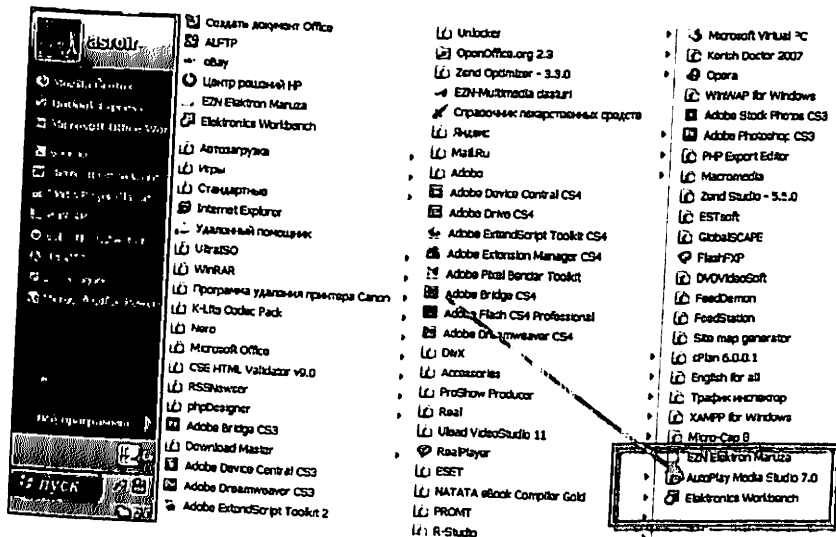 asroir
Mozilla Firefox
Outlook Express
Microsoft Office Wor
пуск
Создать документ Office
ALFTP
eBay
Центр решений HP
EZN Elektron Maruza
Elektronics Workbench
Автозагрузка
Игры
Стандартные
Internet Explorer
Удаленный помощник
UltraISO
WinRAR
Программа удаления принтера Canon
K-Lite Codec Pack
Nero
Microsoft Office
CSE HTML Validator v9.0
RSSNewser
phpDesigner
Adobe Bridge CS3
Download Master
Adobe Device Central CS3
Adobe Dreamweaver CS3
Adobe ExtendScript Toolkit 2
Unlocker
OpenOffice.org 2.3
Zend Optimizer - 3.3.0
EZN-Multimedia dasturi
Справочник лекарственных средств
Яндекс
Mail.Ru
Adobe
Adobe Device Central CS4
Adobe Drive CS4
Adobe ExtendScript Toolkit CS4
Adobe Extension Manager CS4
Adobe Pixel Bender Toolkit
Adobe Bridge CS4
Adobe Flash CS4 Professional
Adobe Dreamweaver CS4
DivX
Accessories
ProShow Producer
Real
Ulead VideoStudio 11
RealPlayer
ESET
NATATA eBook Compiler Gold
PROMT
R-Studio
Microsoft Virtual PC
Kerish Doctor 2007
Opera
WinWAP for Windows
Adobe Stock Photos CS3
Adobe Photoshop CS3
PHP Expert Editor
Macromedia
Zend Studio - 5.5.0
ESTsoft
GlobalSCAPE
FlashFXP
DVDVideoSoft
FeedDemon
FeedStation
Site map generator
sPlan 6.0.0.1
English for all
Трафик инспектор
XAMPP for Windows
Micro-Cap 8
EZN Elektron Maruza
AutoPlay Media Studio 7.0
Elektronics Workbench